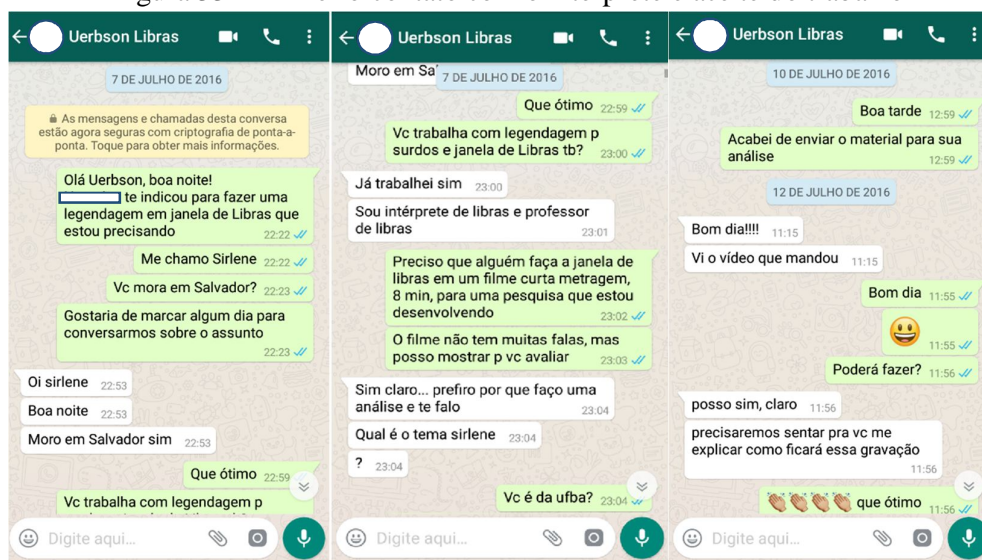 Uerbson Libras
7 DE JULHO DE 2016
As mensagens e chamadas desta conversa
estão agora seguras com criptografia de ponta-a-
ponta. Toque para obter mais informações.
Olá Uerbson, boa noite!
te indicou para fazer uma
legendagem em janela de Libras que
estou precisando 22:22
Me chamo Sirlene 22:22
Vc mora em Salvador? 22:23
Gostaria de marcar algum dia para
conversarmos sobre o assunto
22:23
Oi sirlene 22:53
Boa noite 22:53
Moro em Salvador sim 22:53
Que ótimo 22:59
Vc trabalha com legendagem p
Digite aqui...
Uerbson Libras
Moro em Sa
7 DE JULHO DE 2016
Que ótimo 22:59
Vc trabalha com legendagem p
surdos e janela de Libras tb? 23:00
Já trabalhei sim 23:00
Sou intérprete de libras e professor
de libras 23:01
Preciso que alguém faça a janela de
libras em um filme curta metragem,
8 min, para uma pesquisa que estou
desenvolvendo 23:02
O filme não tem muitas falas, mas
posso mostrar p vc avaliar 23:03
Sim claro... prefiro por que faço uma
análise e te falo 23:04
Qual é o tema sirlene 23:04
? 23:04
Vc é da ufba? 23:04
Digite aqui...
Uerbson Libras
10 DE JULHO DE 2016
Boa tarde 12:59
Acabei de enviar o material para sua
análise 12:59
12 DE JULHO DE 2016
Bom dia!!!! 11:15
Vi o vídeo que mandou 11:15
Bom dia 11:55
11:55
Poderá fazer? 11:56
posso sim, claro 11:56
precisaremos sentar pra vc me
explicar como ficará essa gravação
11:56
que ótimo 11:56
Digite aqui...